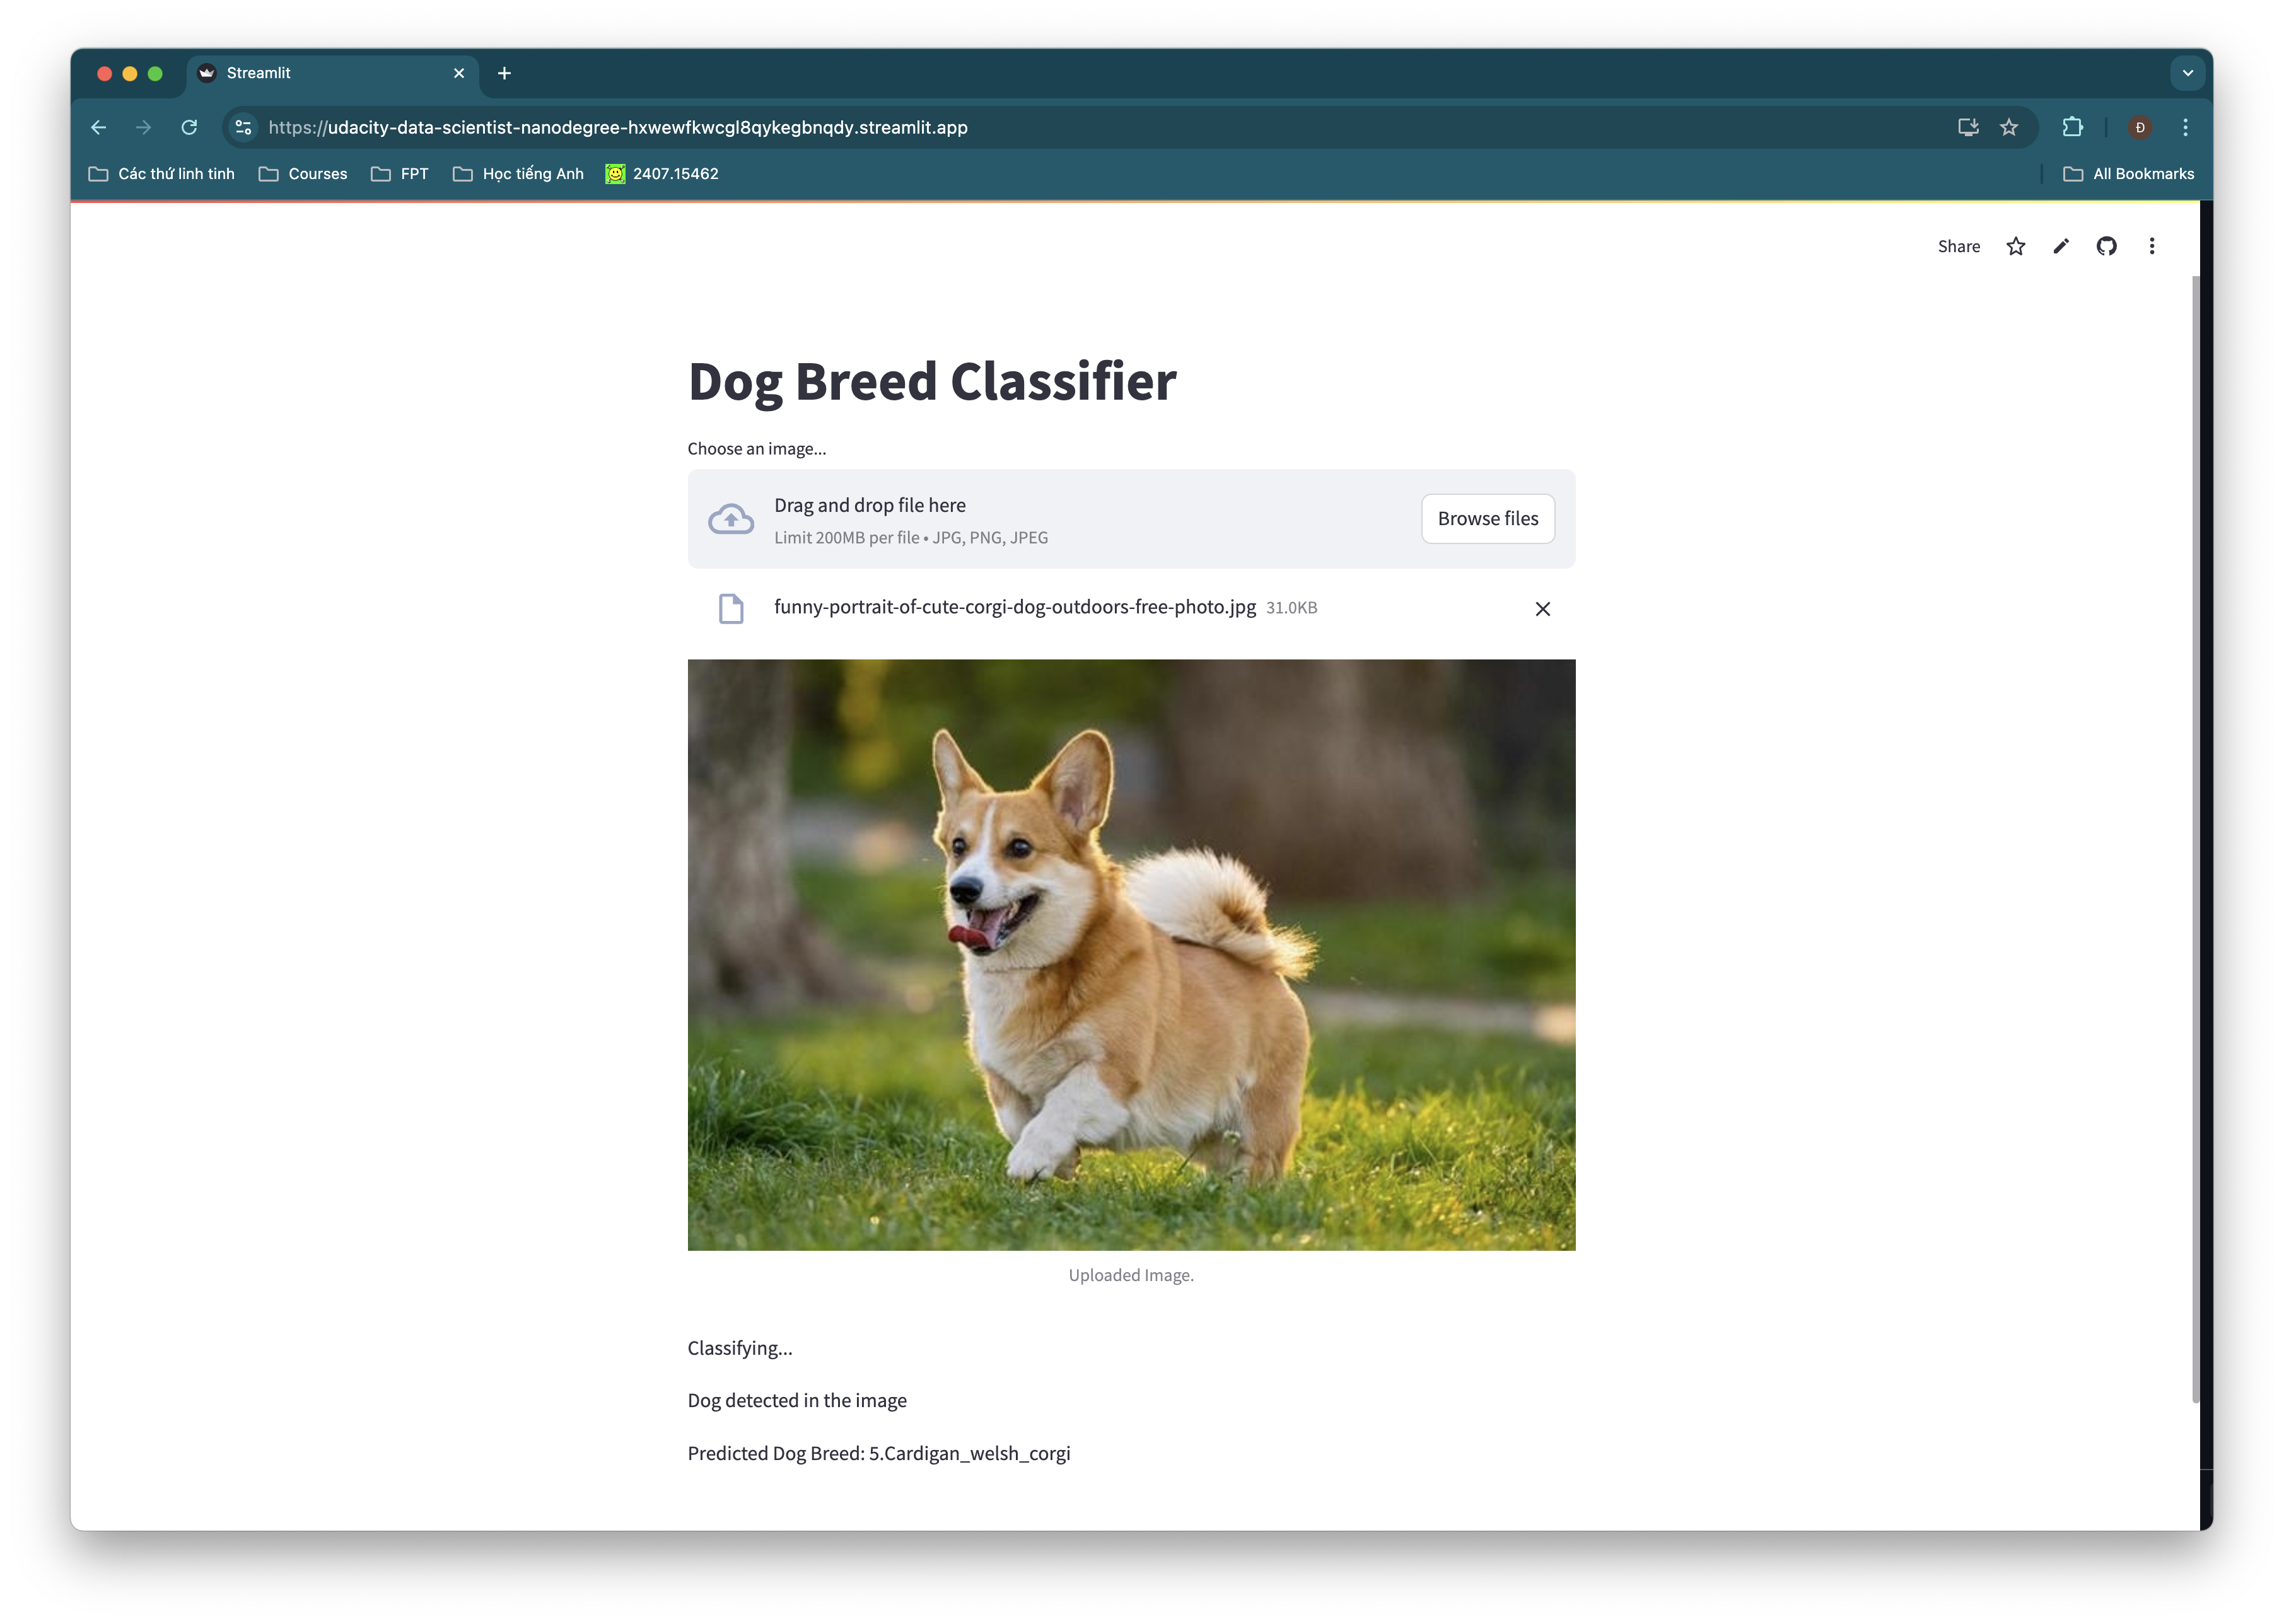 Streamlit
https://udacity-data-scientist-nanodegree-hxwewfkwcgl8qykegbnqdy.streamlit.app
Đ
Các thứ linh tinh
Courses
FPT
Học tiếng Anh
2407.15462
All Bookmarks
Share
Dog Breed Classifier
Choose an image...
Drag and drop file here
Limit 200MB per file • JPG, PNG, JPEG
Browse files
funny-portrait-of-cute-corgi-dog-outdoors-free-photo.jpg 31.0KB
Uploaded Image.
Classifying...
Dog detected in the image
Predicted Dog Breed: 5.Cardigan_welsh_corgi